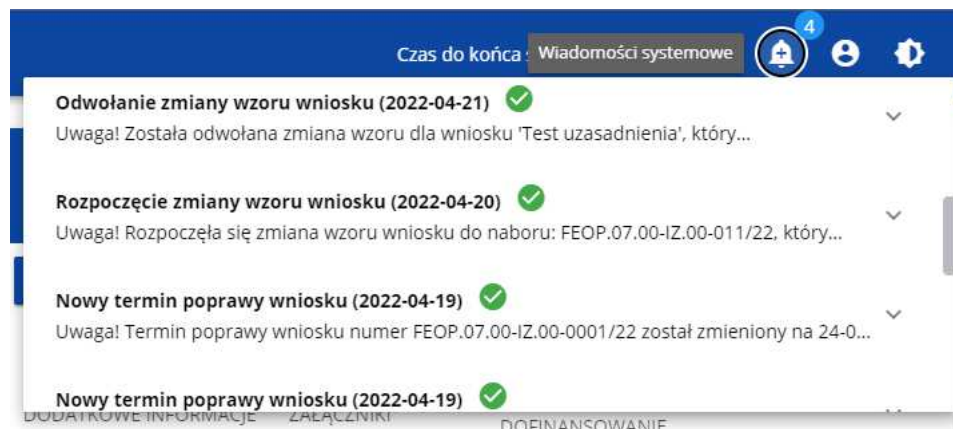 4
Czas do końca
Wiadomości systemowe
Odwołanie zmiany wzoru wniosku (2022-04-21)
Uwaga! Została odwołana zmiana wzoru dla wniosku 'Test uzasadnienia', który...
Rozpoczęcie zmiany wzoru wniosku (2022-04-20)
Uwaga! Rozpoczęła się zmiana wzoru wniosku do naboru: FEOP.07.00-IZ.00-011/22, który...
Nowy termin poprawy wniosku (2022-04-19)
Uwaga! Termin poprawy wniosku numer FEOP.07.00-IZ.00-0001/22 został zmieniony na 24-0...
Nowy termin poprawy wniosku (2022-04-19)
DODATKOWE INFORMACJE ZAŁĄCZNIKI DOFINANSOWANIE